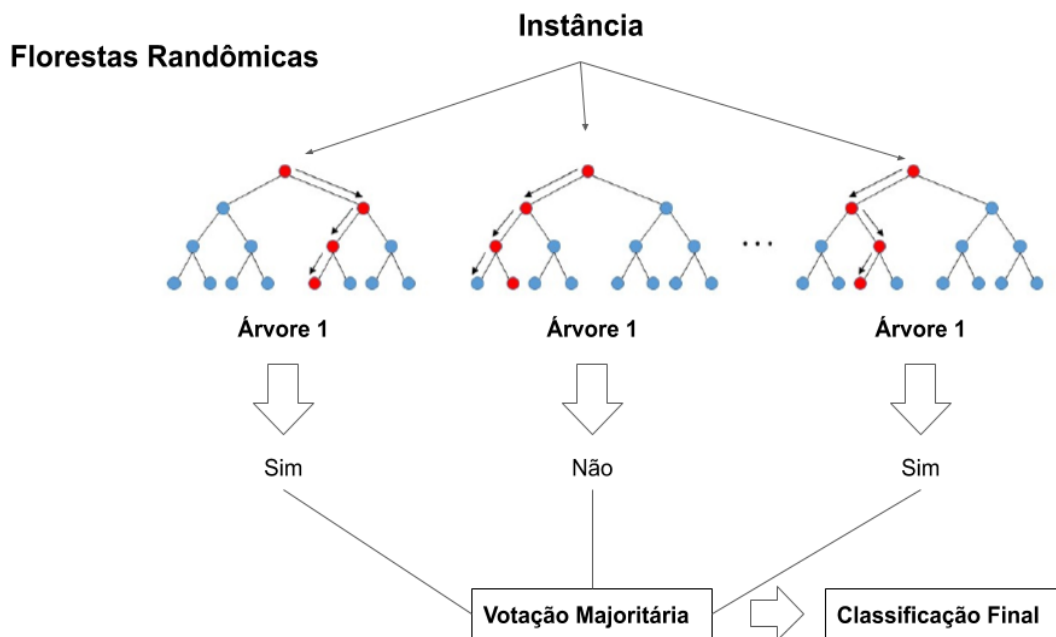 Instância
Florestas Randômicas
...
Árvore 1
Árvore 1
Árvore 1
Sim
Não
Sim
Votação Majoritária
Classificação Final